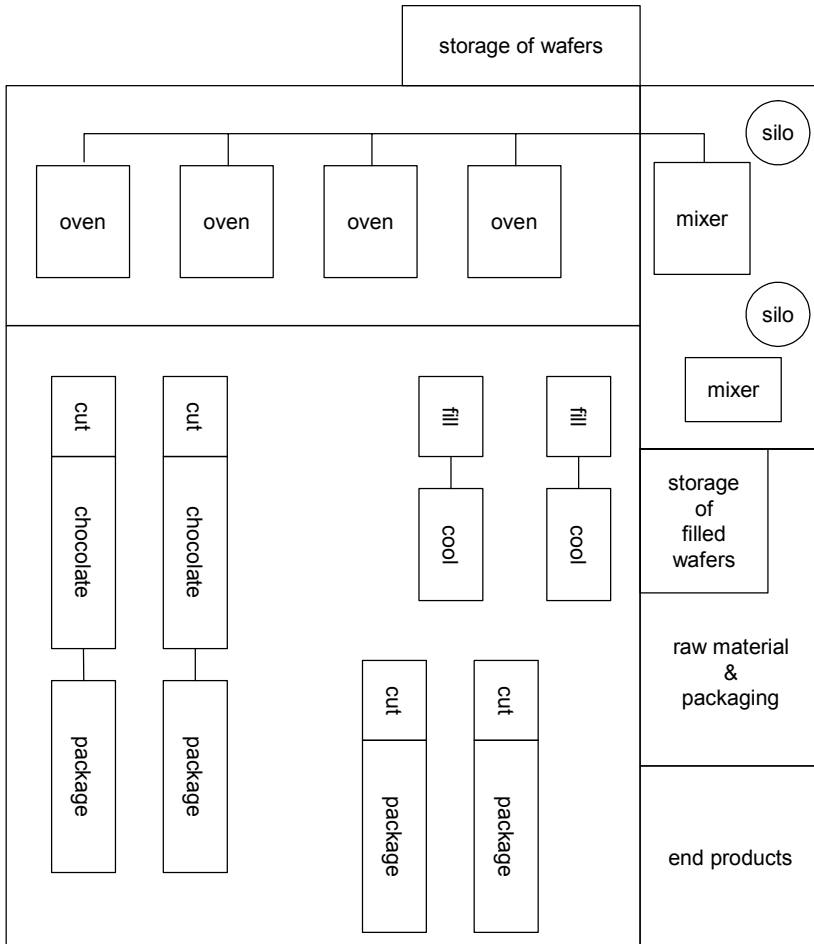 storage of wafers
silo
oven
oven
oven
oven
mixer
silo
mixer
cut
cut
fill
fill
chocolate
chocolate
cool
cool
storage
of
filled
wafers
raw material
&
packaging
cut
cut
package
package
package
package
end products